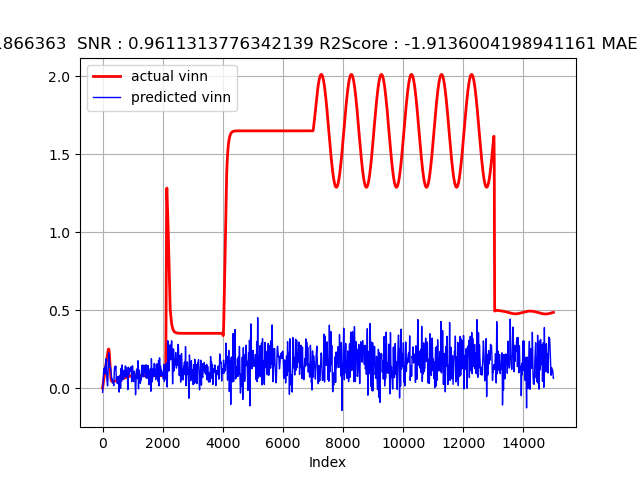 .866363  SNR : 0.9611313776342139 R2Score : -1.9136004198941161 MAE
actual vinn
predicted vinn
2.0
1.5
1.0
0.5
0.0
0 2000 4000 6000 8000 10000 12000 14000
Index